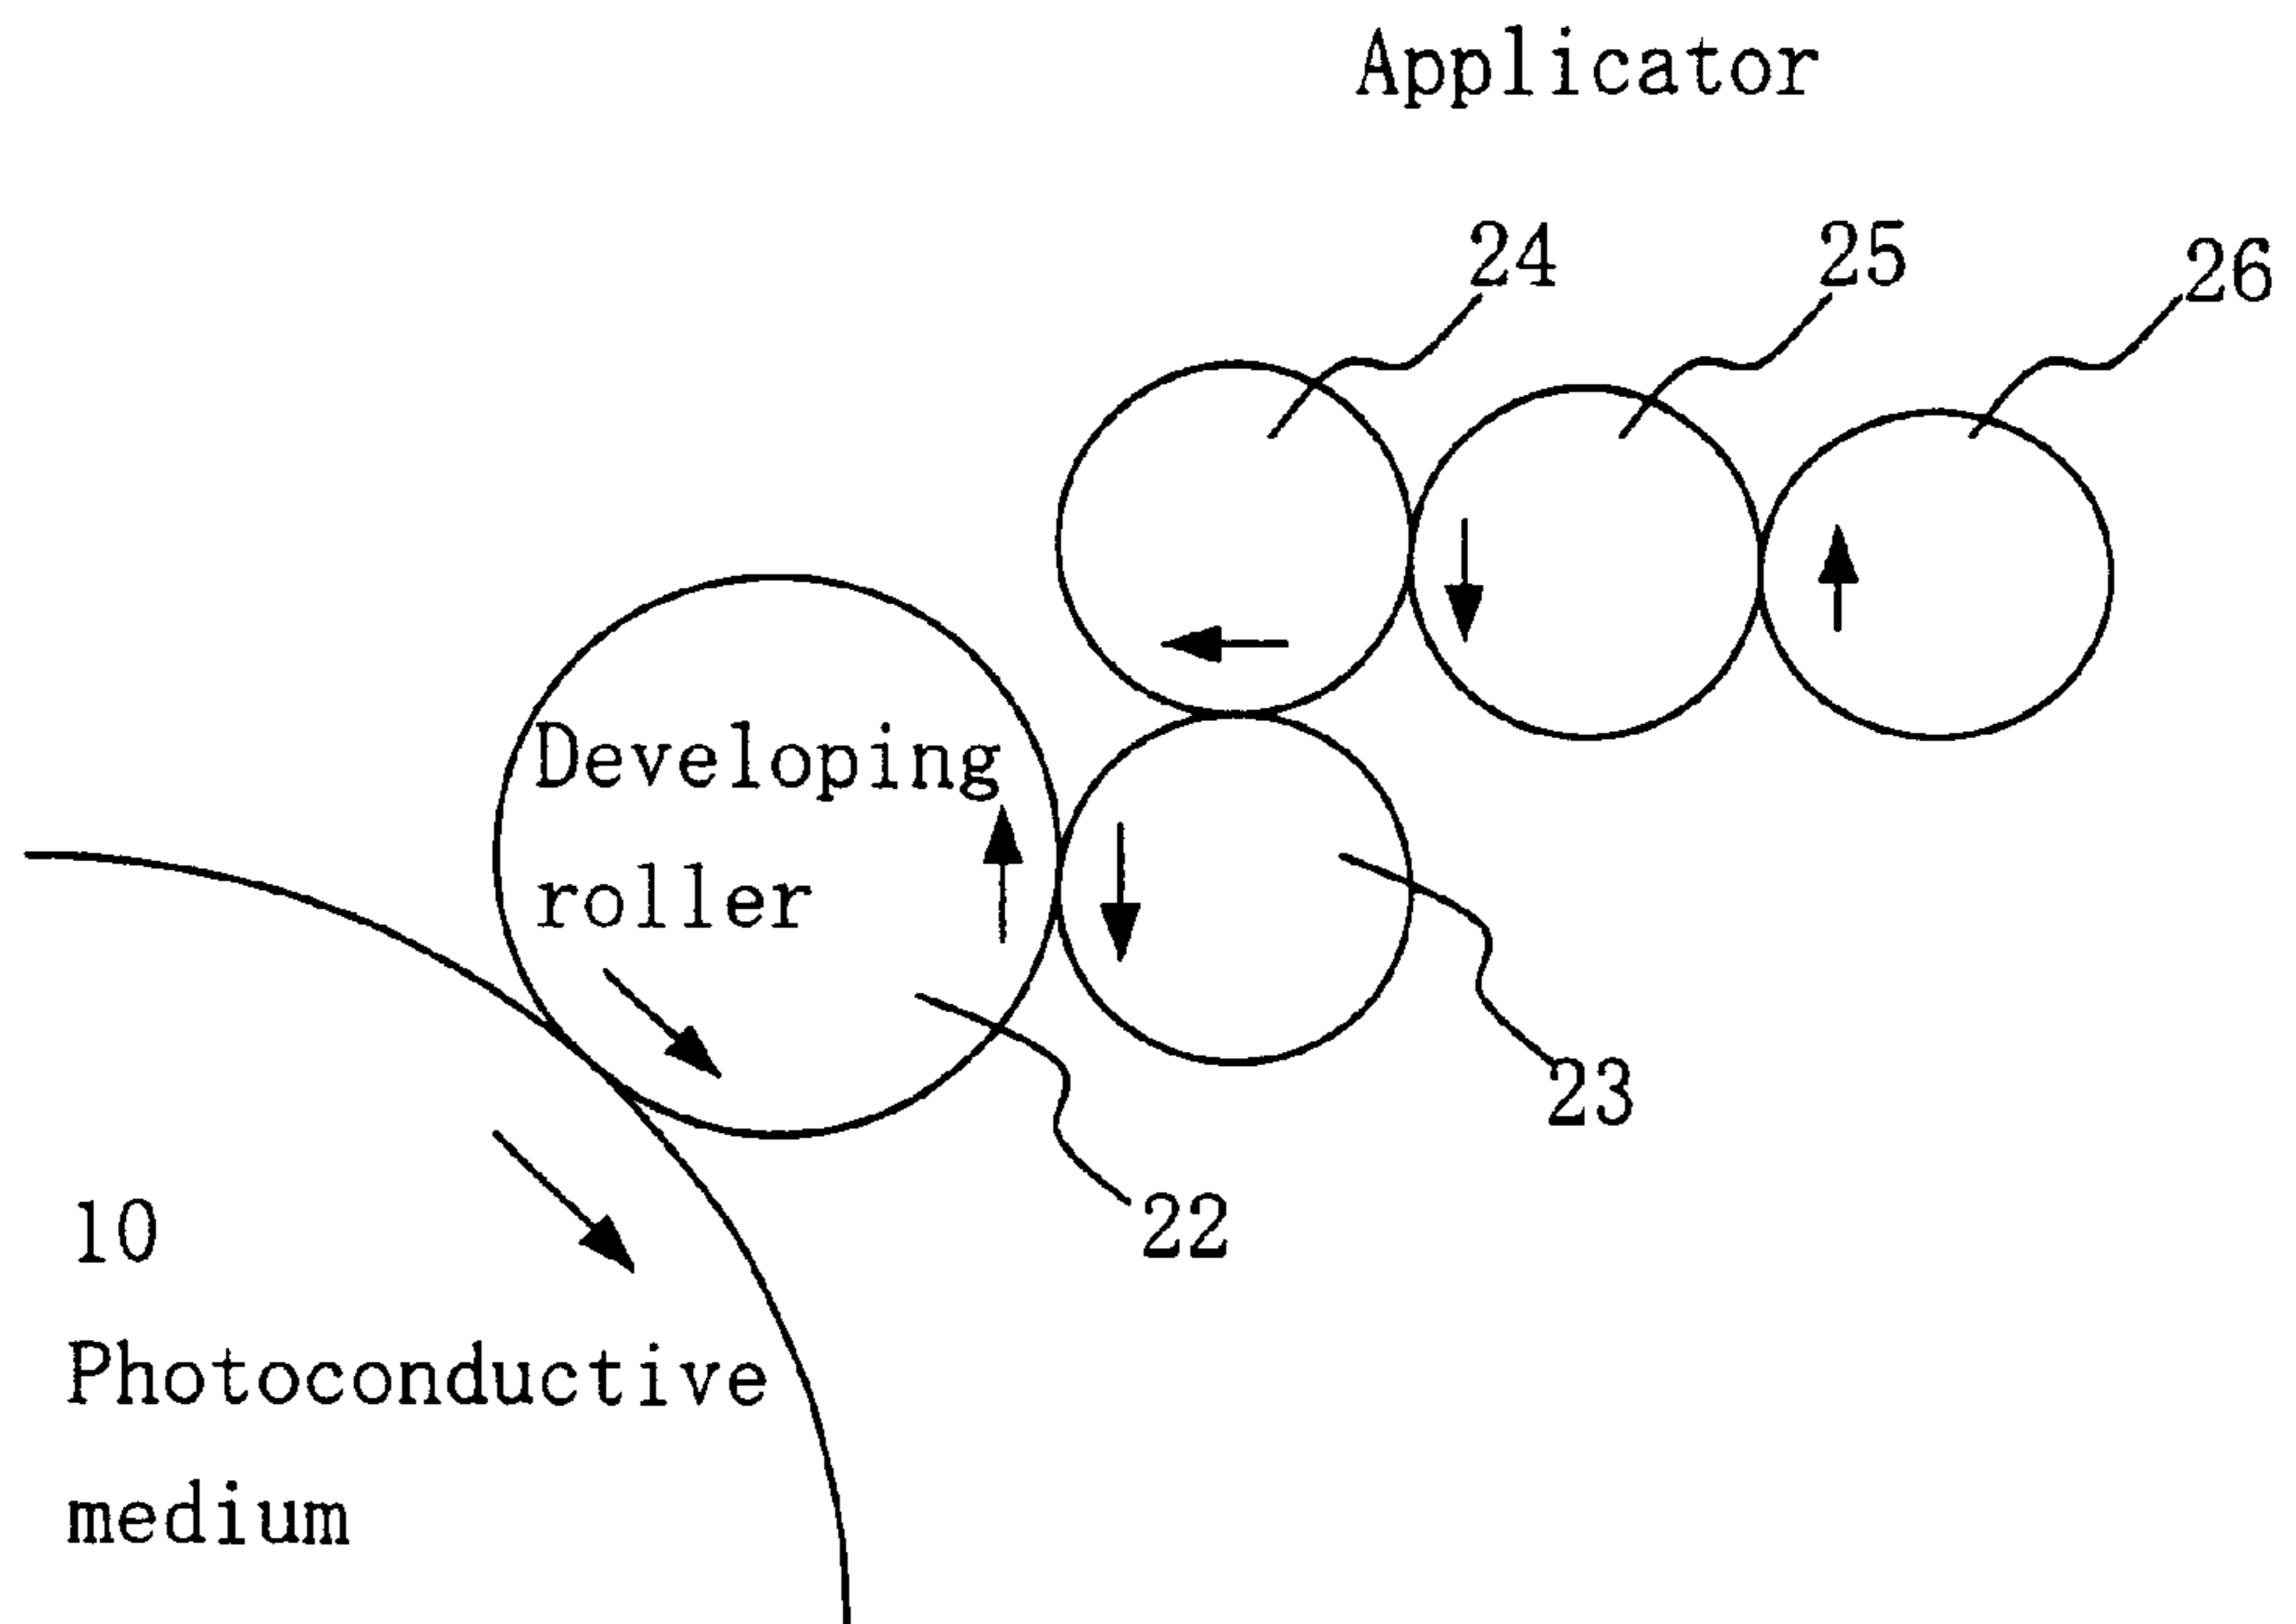 Applicator
24
25
26
Developing
roller
23
22
10
Photoconductive
medium